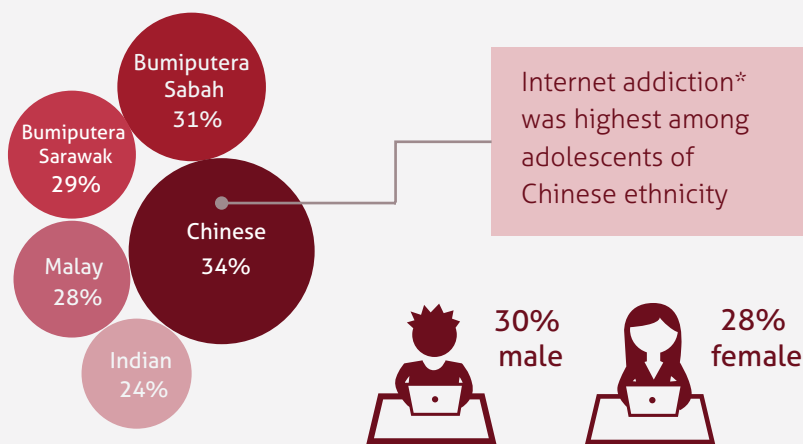 Bumiputera
Sabah
31%
Bumiputera
Sarawak
29%
Chinese
34%
Malay
28%
Indian
24%
Internet addiction*
was highest among
adolescents of
Chinese ethnicity
30%
male
28%
female